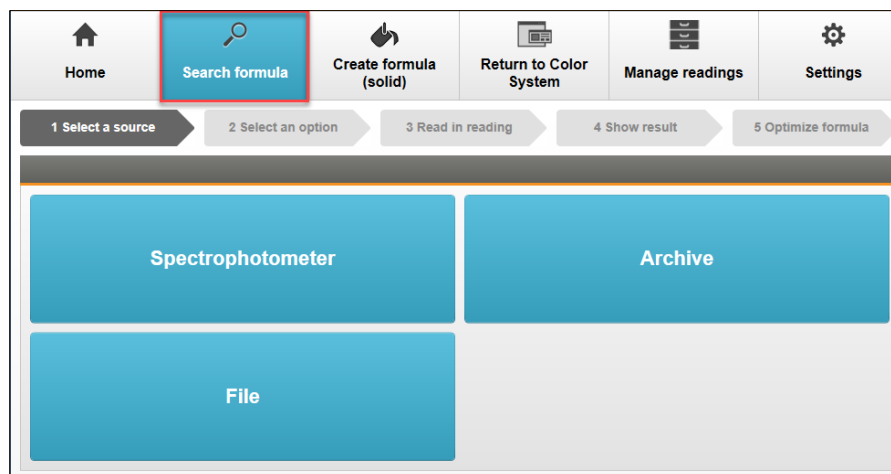 Home
Search formula
Create formula
(solid)
Return to Color
System
Manage readings
Settings
1 Select a source
2 Select an option
3 Read in reading
4 Show result
5 Optimize formula
Spectrophotometer
Archive
File